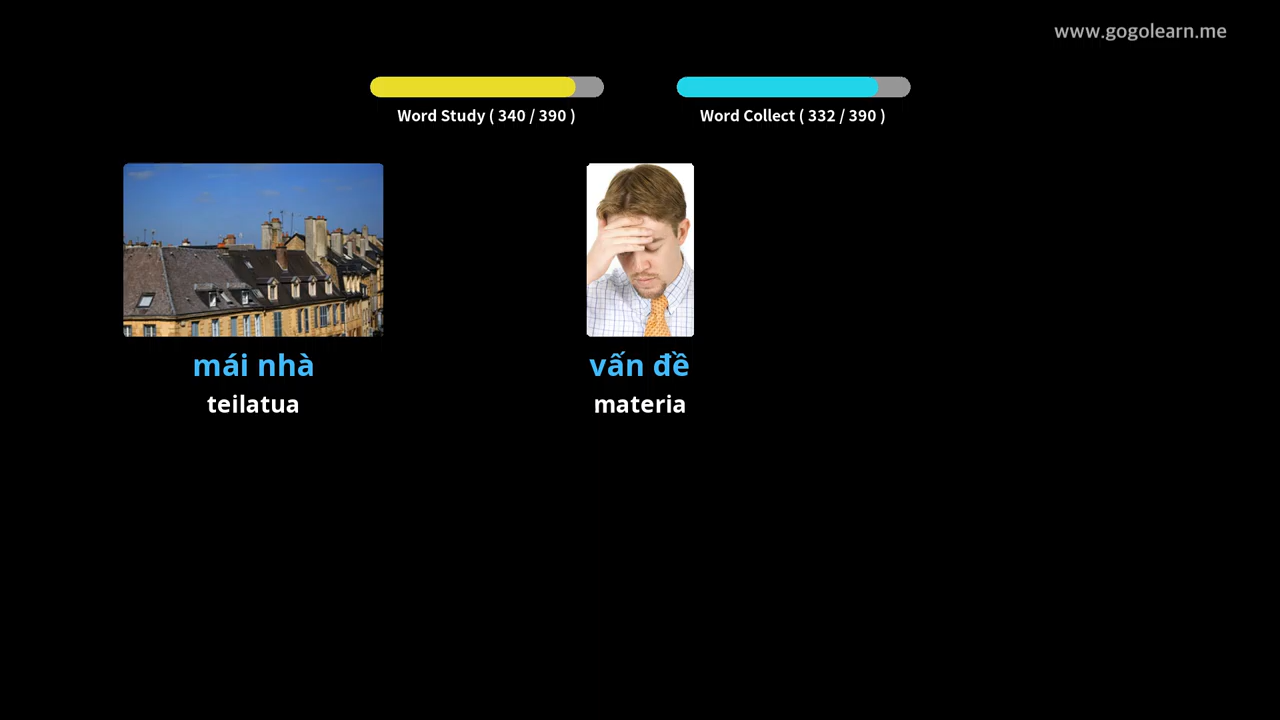 www.gogolearn.me
Word Study ( 340 / 390 )
Word Collect ( 332 / 390 )
mái nhà
teilatua
vấn đề
materia